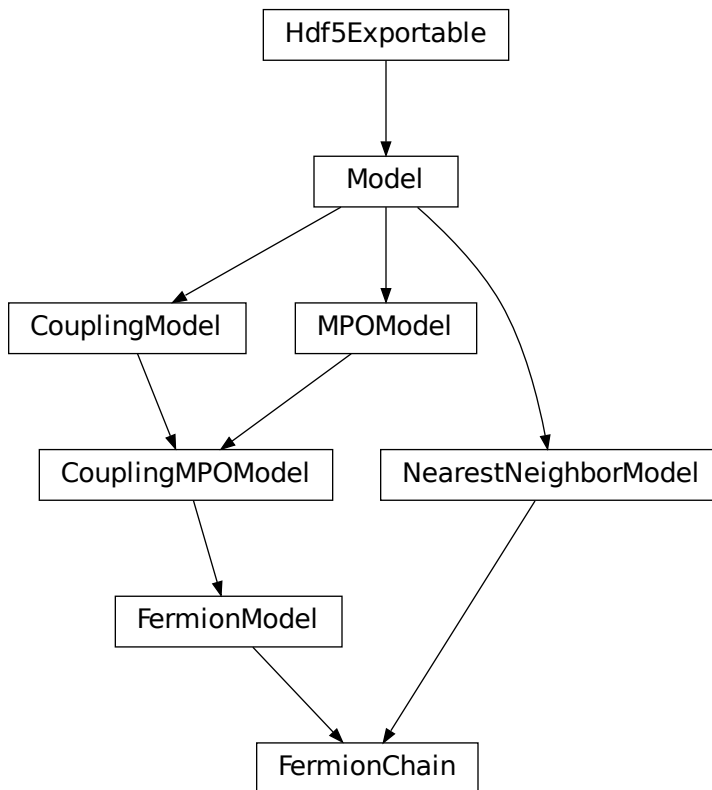 Hdf5Exportable
Model
CouplingModel
MPOModel
CouplingMPOModel
NearestNeighborModel
FermionModel
FermionChain